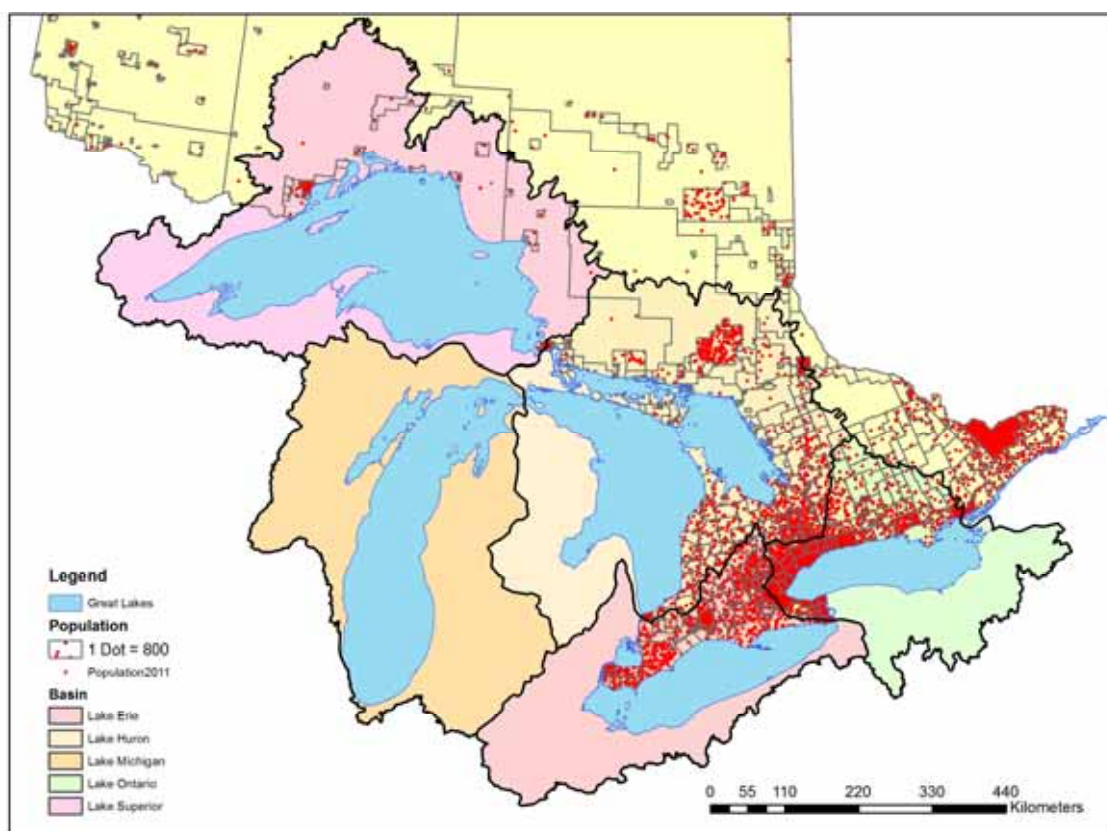 Legend
Great Lakes
Population
1 Dot = 800
Population2011
Basin
Lake Erie
Lake Huron
Lake Michigan
Lake Ontario
Lake Superior
0 55 110 220 330 440
Kilometers